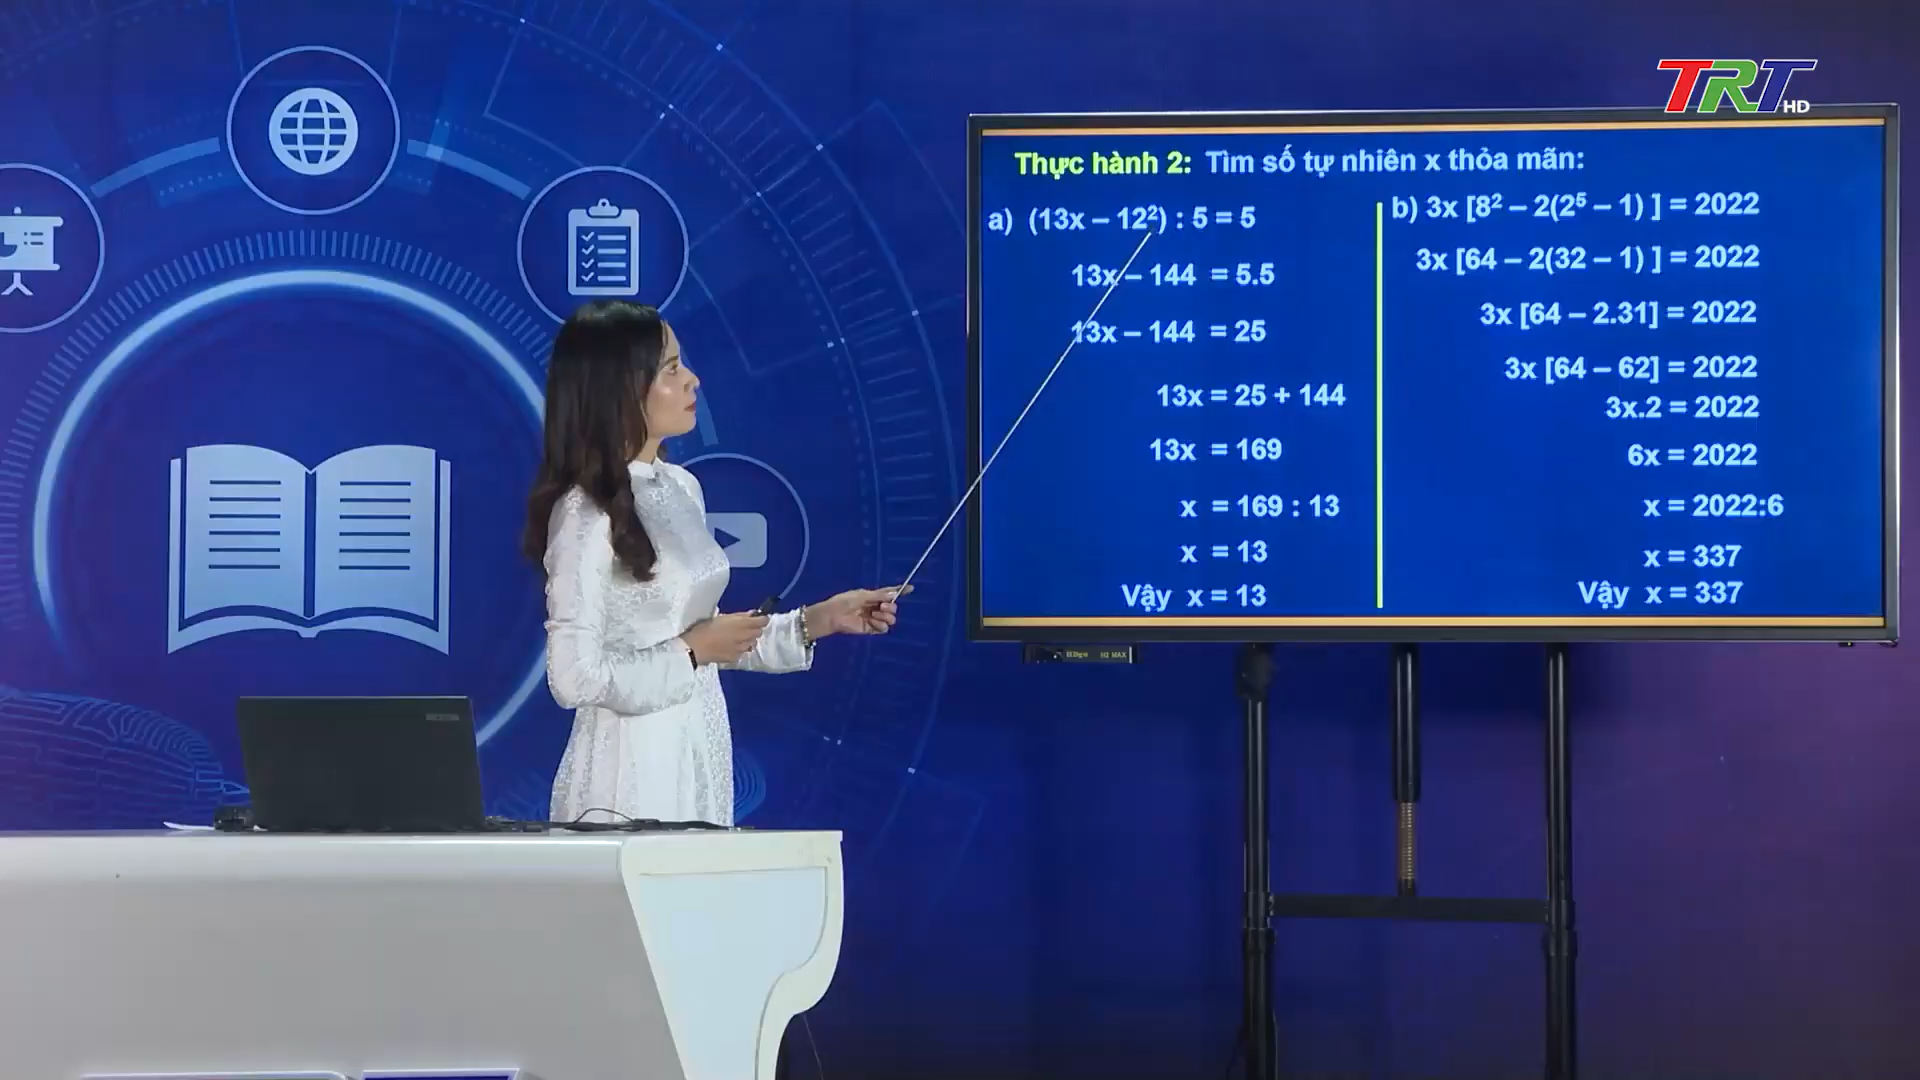 TRT HD
Thực hành 2: Tìm số tự nhiên x thỏa mãn:
a) (13x – 12²) : 5 = 5
13x – 144 = 5.5
13x – 144 = 25
13x = 25 + 144
13x = 169
x = 169 : 13
x = 13
Vậy x = 13
b) 3x [8² – 2(2⁵ – 1) ] = 2022
3x [64 – 2(32 – 1) ] = 2022
3x [64 – 2.31] = 2022
3x [64 – 62] = 2022
3x.2 = 2022
6x = 2022
x = 2022:6
x = 337
Vậy x = 337
H2 MAX